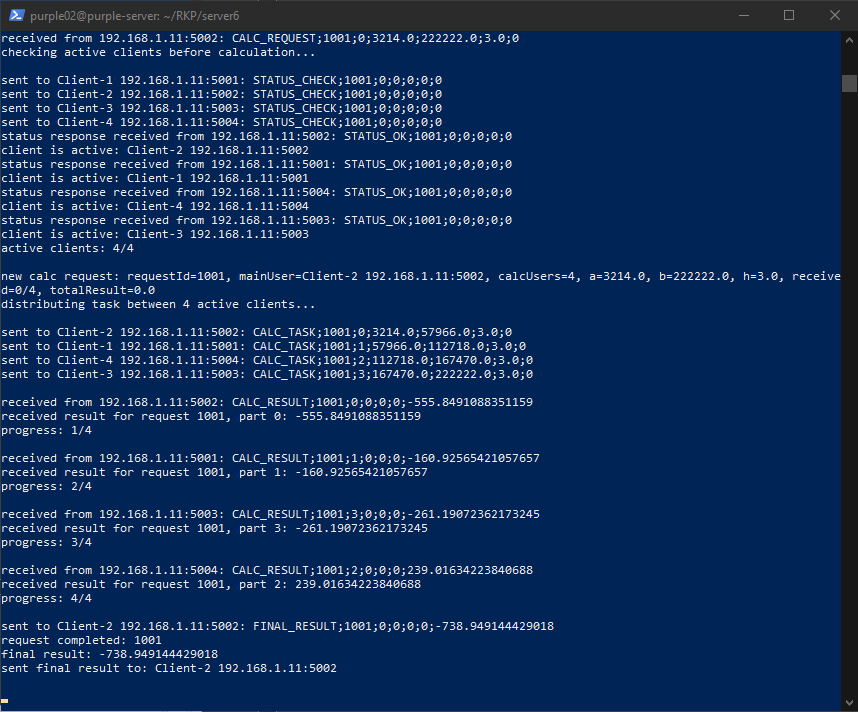 purple02@purple-server: ~/RKP/server6
received from 192.168.1.11:5002: CALC_REQUEST;1001;0;3214.0;222222.0;3.0;0
checking active clients before calculation...
sent to Client-1 192.168.1.11:5001: STATUS_CHECK;1001;0;0;0;0;0
sent to Client-2 192.168.1.11:5002: STATUS_CHECK;1001;0;0;0;0;0
sent to Client-3 192.168.1.11:5003: STATUS_CHECK;1001;0;0;0;0;0
sent to Client-4 192.168.1.11:5004: STATUS_CHECK;1001;0;0;0;0;0
status response received from 192.168.1.11:5002: STATUS_OK;1001;0;0;0;0;0
client is active: Client-2 192.168.1.11:5002
status response received from 192.168.1.11:5001: STATUS_OK;1001;0;0;0;0;0
client is active: Client-1 192.168.1.11:5001
status response received from 192.168.1.11:5004: STATUS_OK;1001;0;0;0;0;0
client is active: Client-4 192.168.1.11:5004
status response received from 192.168.1.11:5003: STATUS_OK;1001;0;0;0;0;0
client is active: Client-3 192.168.1.11:5003
active clients: 4/4
new calc request: requestId=1001, mainUser=Client-2 192.168.1.11:5002, calcUsers=4, a=3214.0, b=222222.0, h=3.0, receive
d=0/4, totalResult=0.0
distributing task between 4 active clients...
sent to Client-2 192.168.1.11:5002: CALC_TASK;1001;0;3214.0;57966.0;3.0;0
sent to Client-1 192.168.1.11:5001: CALC_TASK;1001;1;57966.0;112718.0;3.0;0
sent to Client-4 192.168.1.11:5004: CALC_TASK;1001;2;112718.0;167470.0;3.0;0
sent to Client-3 192.168.1.11:5003: CALC_TASK;1001;3;167470.0;222222.0;3.0;0
received from 192.168.1.11:5002: CALC_RESULT;1001;0;0;0;0;-555.8491088351159
received result for request 1001, part 0: -555.8491088351159
progress: 1/4
received from 192.168.1.11:5001: CALC_RESULT;1001;1;0;0;0;-160.92565421057657
received result for request 1001, part 1: -160.92565421057657
progress: 2/4
received from 192.168.1.11:5003: CALC_RESULT;1001;3;0;0;0;-261.19072362173245
received result for request 1001, part 3: -261.19072362173245
progress: 3/4
received from 192.168.1.11:5004: CALC_RESULT;1001;2;0;0;0;239.01634223840688
received result for request 1001, part 2: 239.01634223840688
progress: 4/4
sent to Client-2 192.168.1.11:5002: FINAL_RESULT;1001;0;0;0;0;-738.949144429018
request completed: 1001
final result: -738.949144429018
sent final result to: Client-2 192.168.1.11:5002